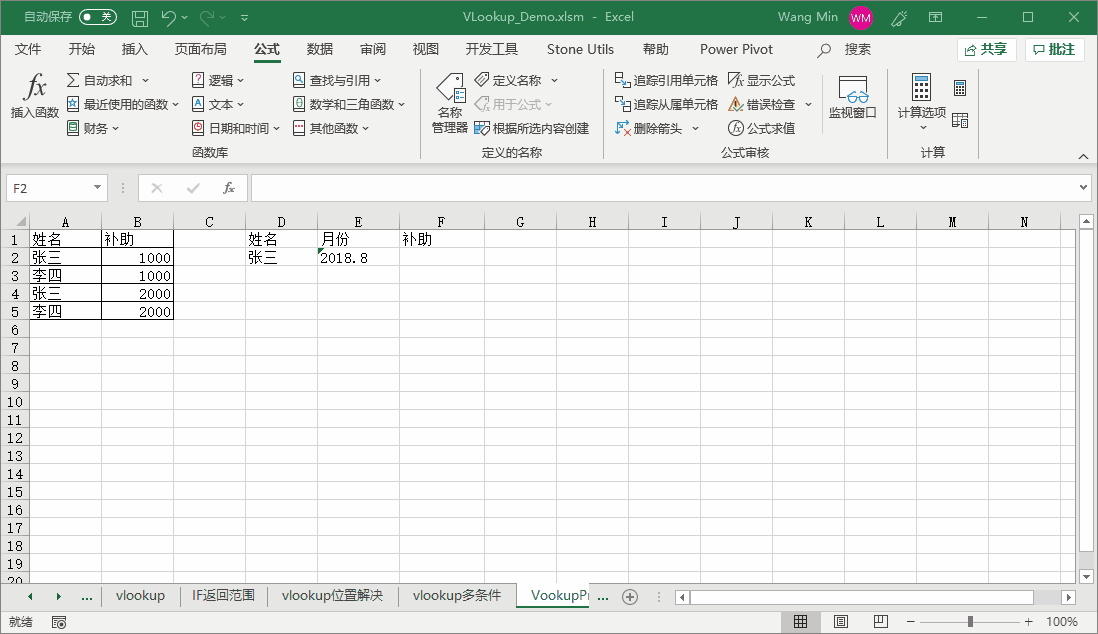 自动保存 关 VLookup_Demo.xlsm - Excel Wang Min WM
文件 开始 插入 页面布局 公式 数据 审阅 视图 开发工具 Stone Utils 帮助 Power Pivot 搜索 共享 批注
fx 插入函数
∑ 自动求和
最近使用的函数
财务
逻辑
文本
日期和时间
查找与引用
数学和三角函数
其他函数
函数库
名称
管理器
定义名称
用于公式
根据所选内容创建
定义的名称
追踪引用单元格
追踪从属单元格
删除箭头
显示公式
错误检查
公式求值
监视窗口
公式审核
计算选项
计算
F2 fx
A B C D E F G H I J K L M N
1 姓名 补助 姓名 月份 补助
2 张三 1000 张三 2018.8
3 李四 1000
4 张三 2000
5 李四 2000
6
7
8
9
10
11
12
13
14
15
16
17
18
19
20
... vlookup IF返回范围 vlookup位置解决 vlookup多条件 VookupPr ...
就绪 100%